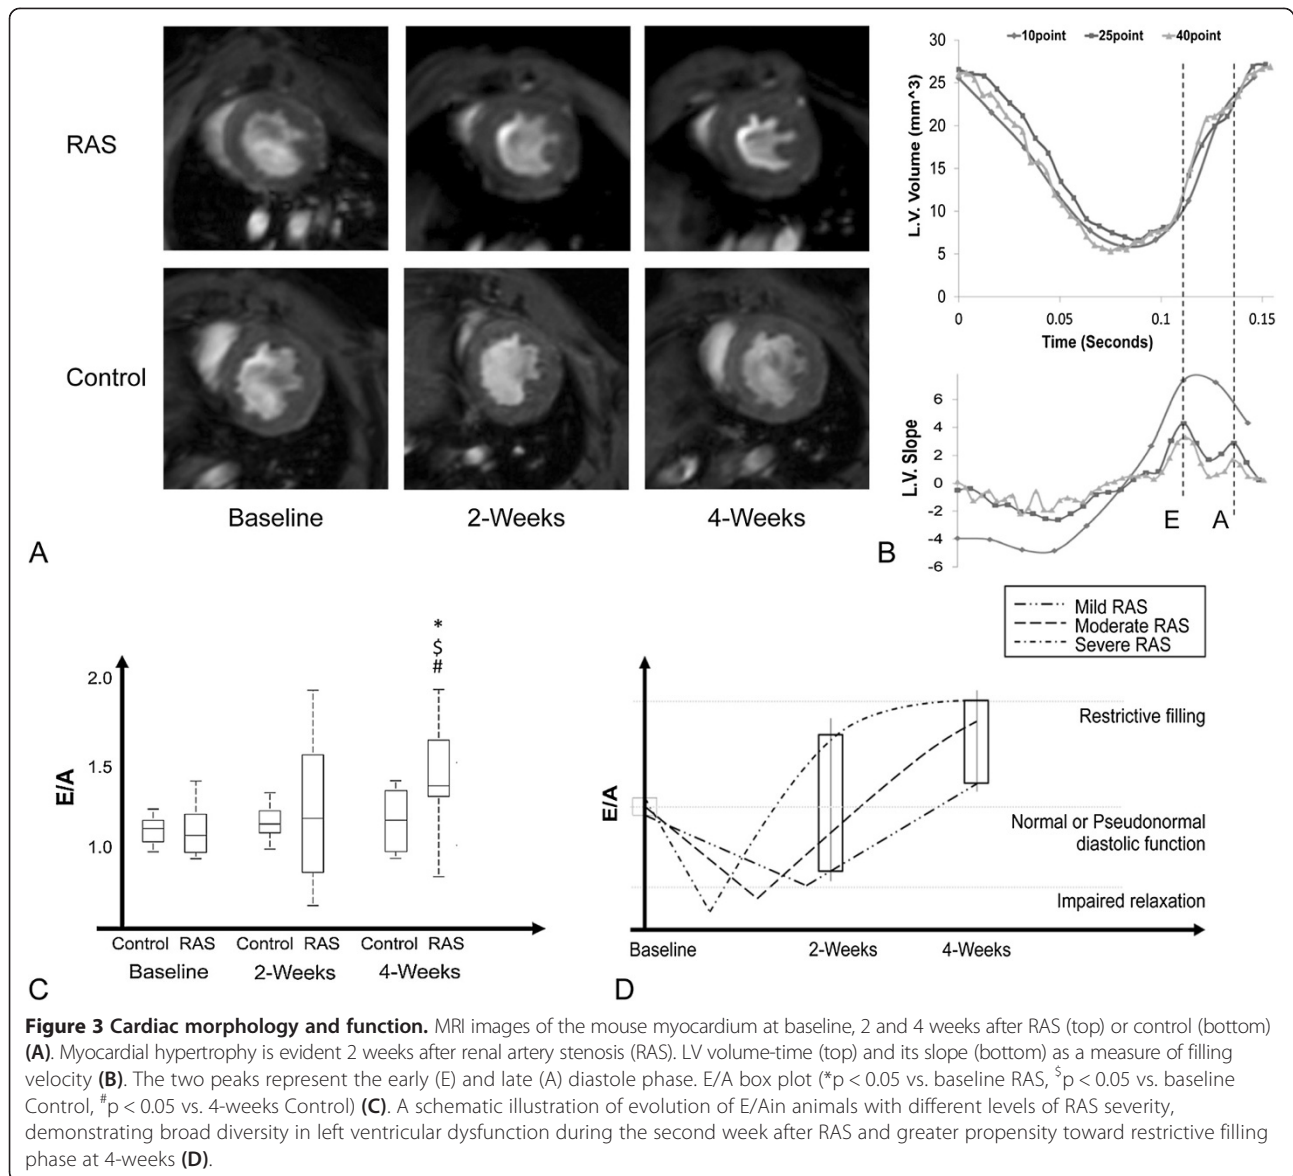 RAS
Control
Baseline
2-Weeks
4-Weeks
A
10point
25point
40point
L.V. Volume (mm^3)
30
25
20
15
10
5
0
0
0.05
0.1
0.15
Time (Seconds)
L.V. Slope
6
4
2
0
-2
-4
-6
E
A
B
*
$
#
E/A
2.0
1.5
1.0
Control RAS
Control RAS
Control RAS
Baseline
2-Weeks
4-Weeks
C
Mild RAS
Moderate RAS
Severe RAS
E/A
Restrictive filling
Normal or Pseudonormal
diastolic function
Impaired relaxation
Baseline
2-Weeks
4-Weeks
D
Figure 3 Cardiac morphology and function. MRI images of the mouse myocardium at baseline, 2 and 4 weeks after RAS (top) or control (bottom)
(A). Myocardial hypertrophy is evident 2 weeks after renal artery stenosis (RAS). LV volume-time (top) and its slope (bottom) as a measure of filling
velocity (B). The two peaks represent the early (E) and late (A) diastole phase. E/A box plot (*p < 0.05 vs. baseline RAS, $p < 0.05 vs. baseline
Control, #p < 0.05 vs. 4-weeks Control) (C). A schematic illustration of evolution of E/Ain animals with different levels of RAS severity,
demonstrating broad diversity in left ventricular dysfunction during the second week after RAS and greater propensity toward restrictive filling
phase at 4-weeks (D).